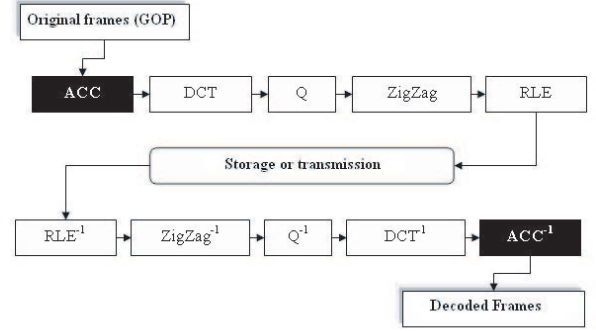 Original frames (GOP)
ACC
DCT
Q
ZigZag
RLE
Storage or transmission
RLE⁻¹
ZigZag⁻¹
Q⁻¹
DCT⁻¹
ACC⁻¹
Decoded Frames